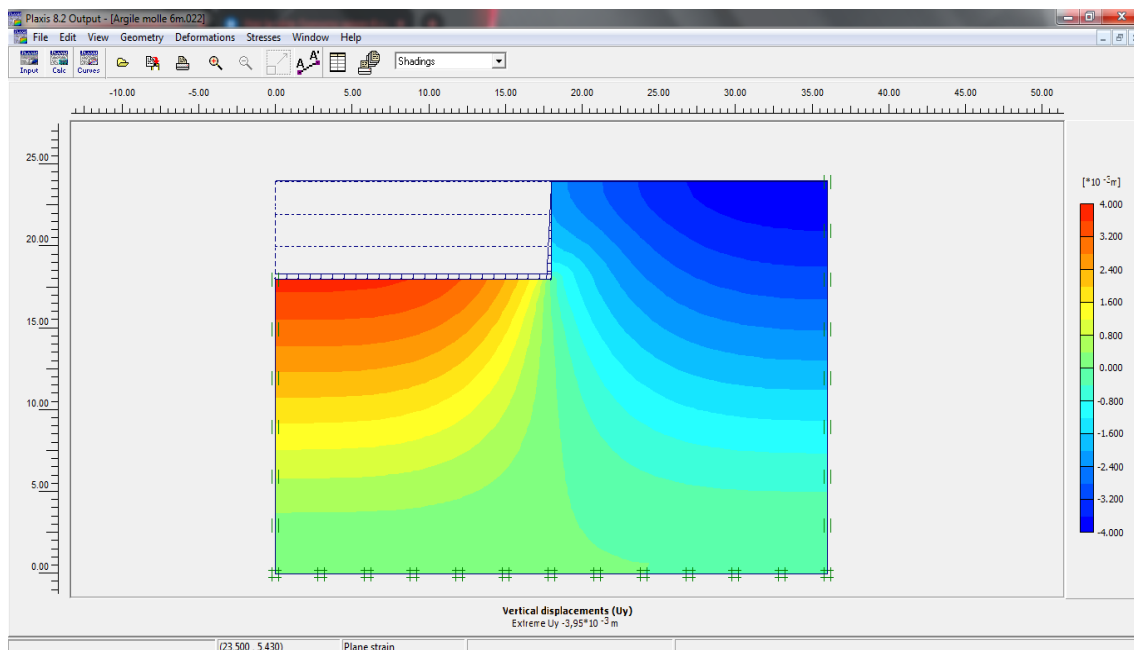 Plaxis 8.2 Output - [Argile molle 6m.022]
File Edit View Geometry Deformations Stresses Window Help
Input Calc Curves A A' Shadings
-10.00 -5.00 0.00 5.00 10.00 15.00 20.00 25.00 30.00 35.00 40.00 45.00 50.00
25.00
20.00
15.00
10.00
5.00
0.00
[*10 -3m]
4.000
3.200
2.400
1.600
0.800
0.000
-0.800
-1.600
-2.400
-3.200
-4.000
Vertical displacements (Uy)
Extreme Uy -3,95*10 -3 m
(23.500 , 5.430) Plane strain